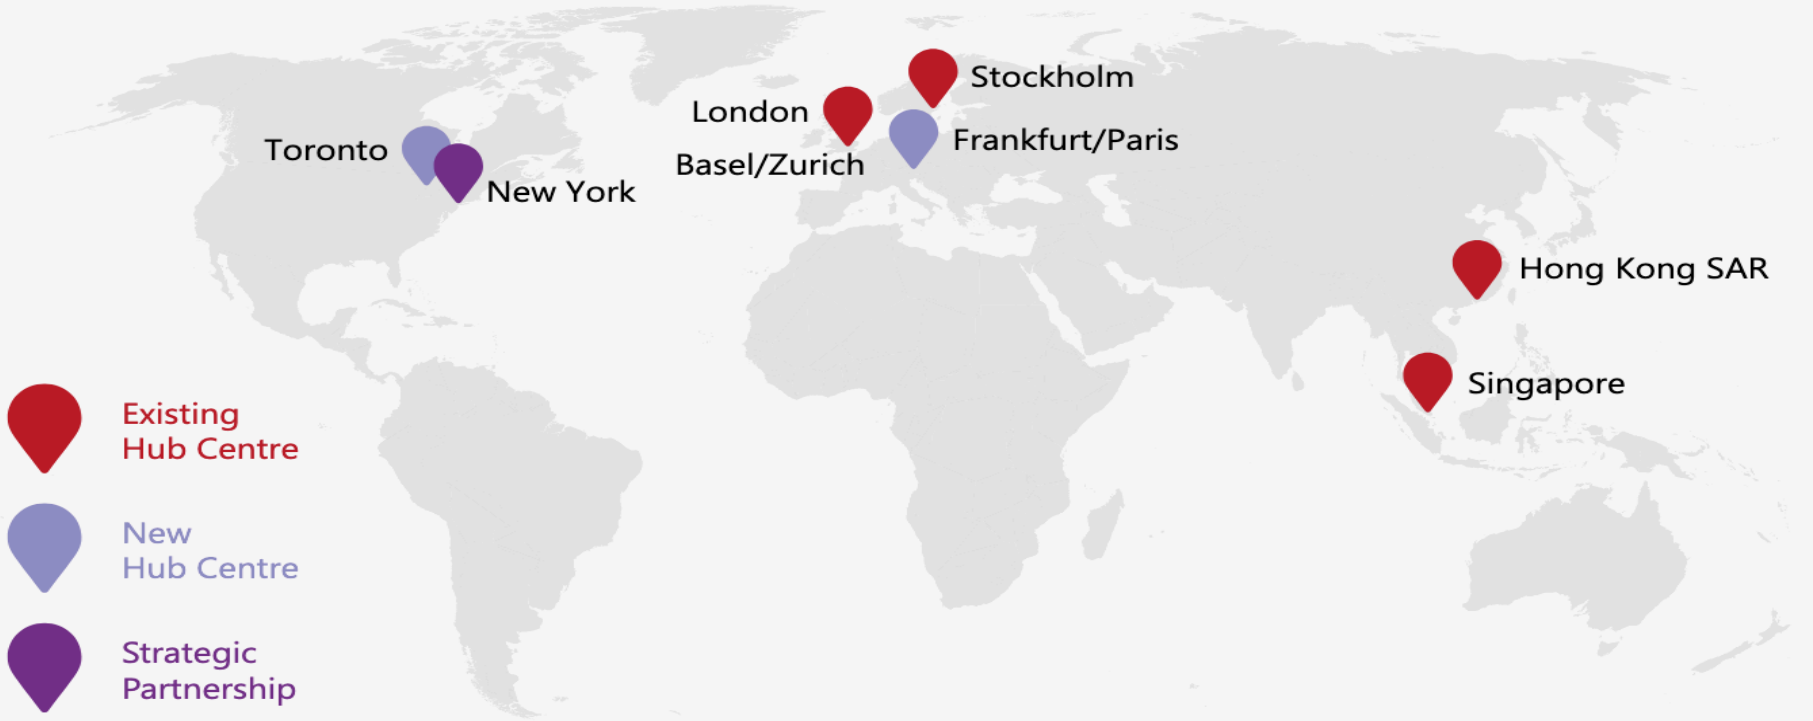 Stockholm
London
Toronto
Frankfurt/Paris
Basel/Zurich
New York
Hong Kong SAR
Singapore
Existing
Hub Centre
New
Hub Centre
Strategic
Partnership